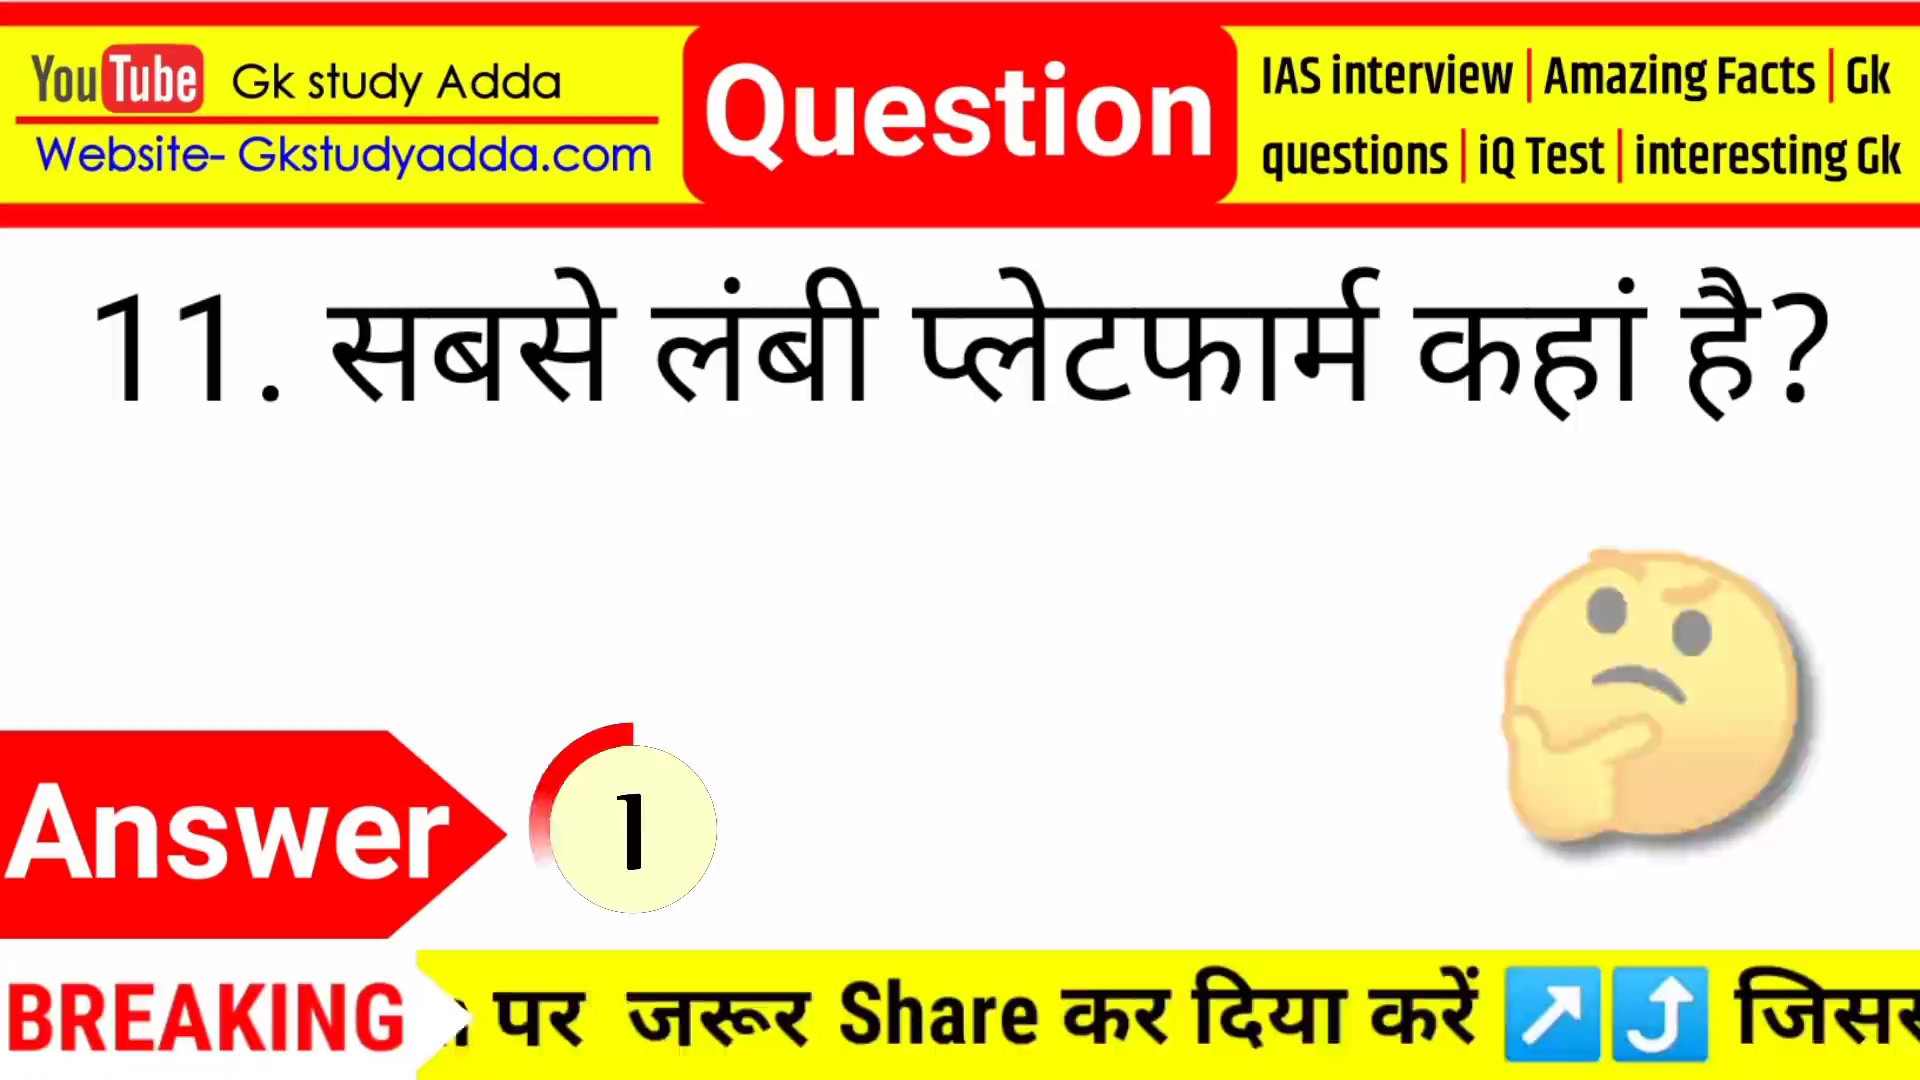 YouTube Gk study Adda
Website- Gkstudyadda.com
Question
IAS interview | Amazing Facts | Gk
questions | iQ Test | interesting Gk
11. सबसे लंबी प्लेटफार्म कहां है?
Answer
1
BREAKING
पर जरूर Share कर दिया करें